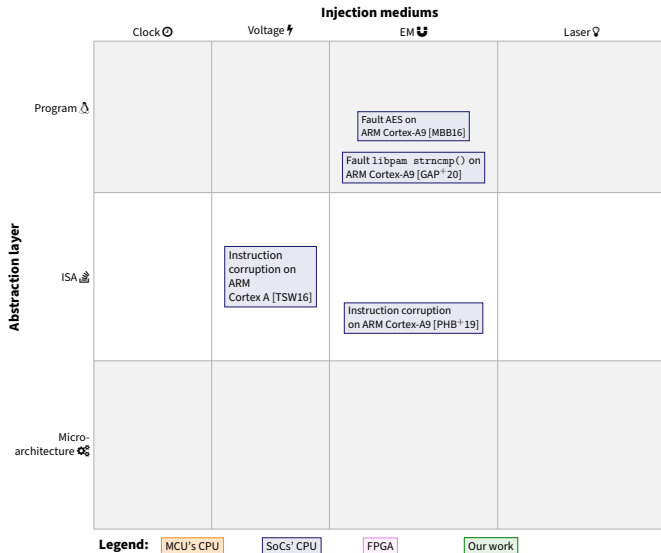 Injection mediums
Clock Voltage EM Laser
Program
Fault AES on
ARM Cortex-A9 [MBB16]
Fault libpam strncmp() on
ARM Cortex-A9 [GAP+20]
Abstraction layer
ISA
Instruction
corruption on
ARM
Cortex A [TSW16]
Instruction corruption
on ARM Cortex-A9 [PHB+19]
Micro-
architecture
Legend: MCU's CPU SoCs' CPU FPGA Our work